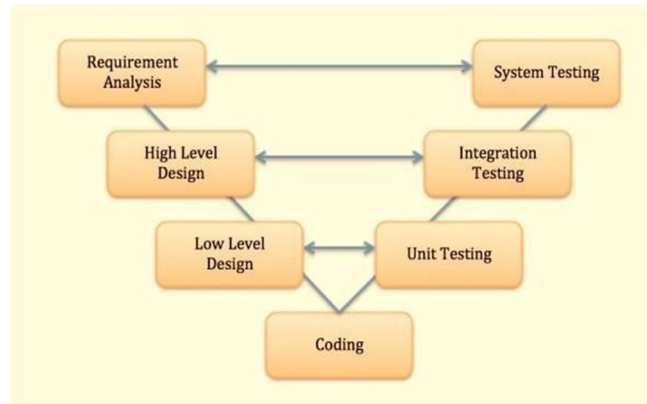 Requirement
Analysis
System Testing
High Level
Design
Integration
Testing
Low Level
Design
Unit Testing
Coding